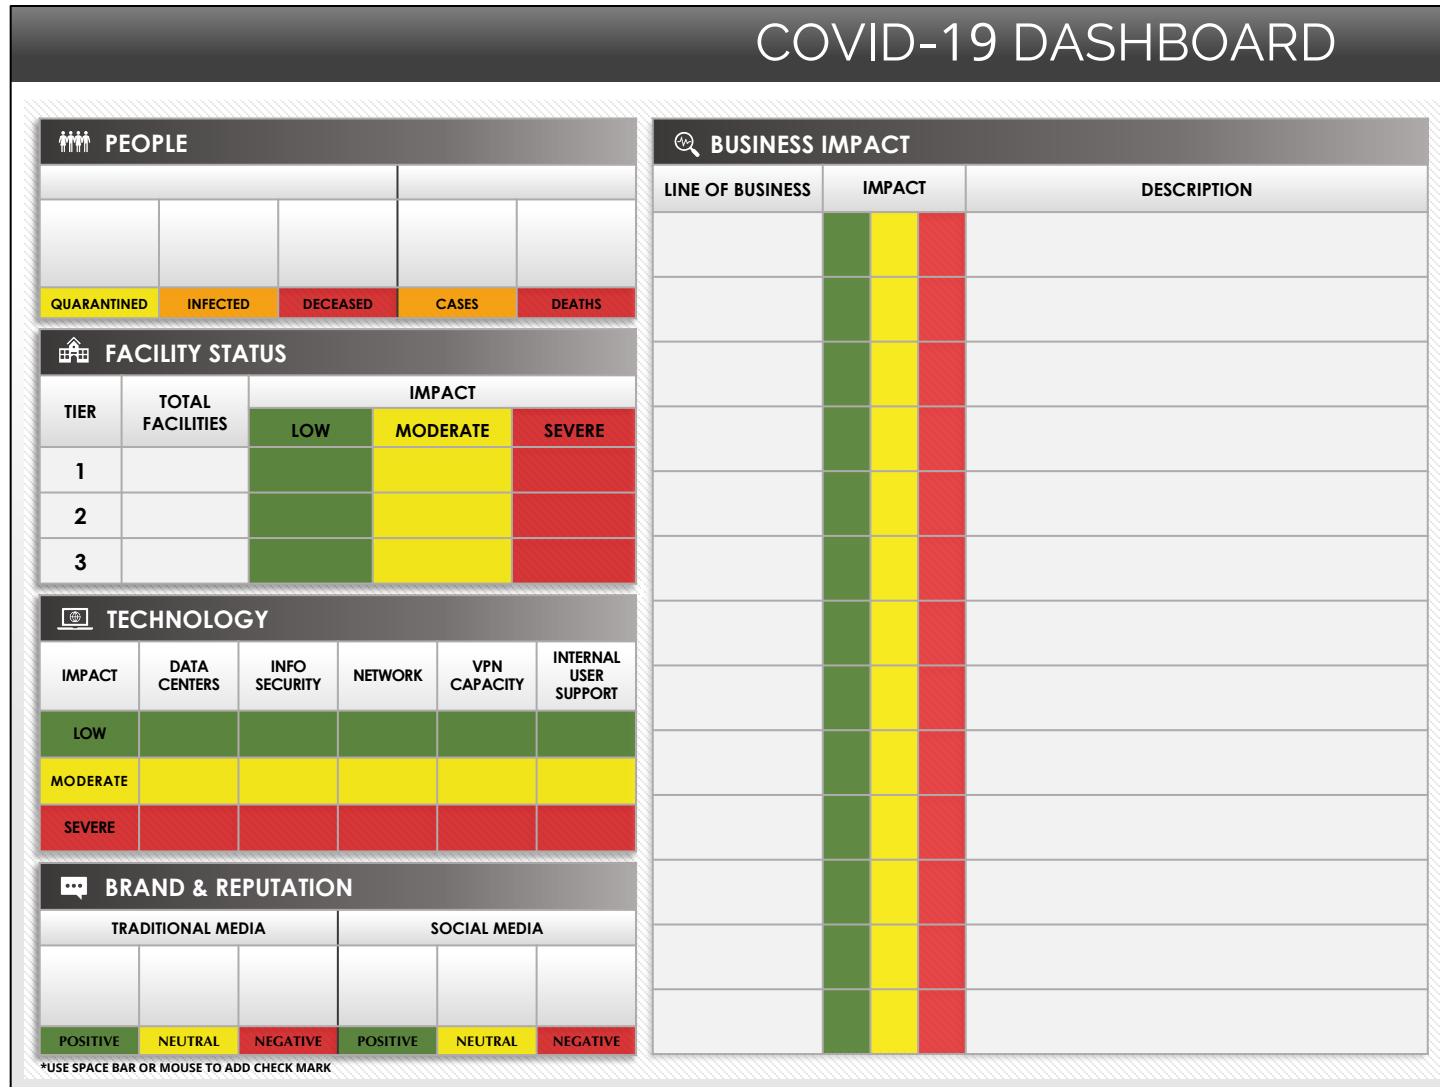 COVID-19 DASHBOARD
PEOPLE
QUARANTINED INFECTED DECEASED CASES DEATHS
FACILITY STATUS
TIER TOTAL FACILITIES IMPACT
LOW MODERATE SEVERE
1
2
3
TECHNOLOGY
IMPACT DATA CENTERS INFO SECURITY NETWORK VPN CAPACITY INTERNAL USER SUPPORT
LOW
MODERATE
SEVERE
BRAND & REPUTATION
TRADITIONAL MEDIA SOCIAL MEDIA
POSITIVE NEUTRAL NEGATIVE POSITIVE NEUTRAL NEGATIVE
*USE SPACE BAR OR MOUSE TO ADD CHECK MARK
BUSINESS IMPACT
LINE OF BUSINESS IMPACT DESCRIPTION